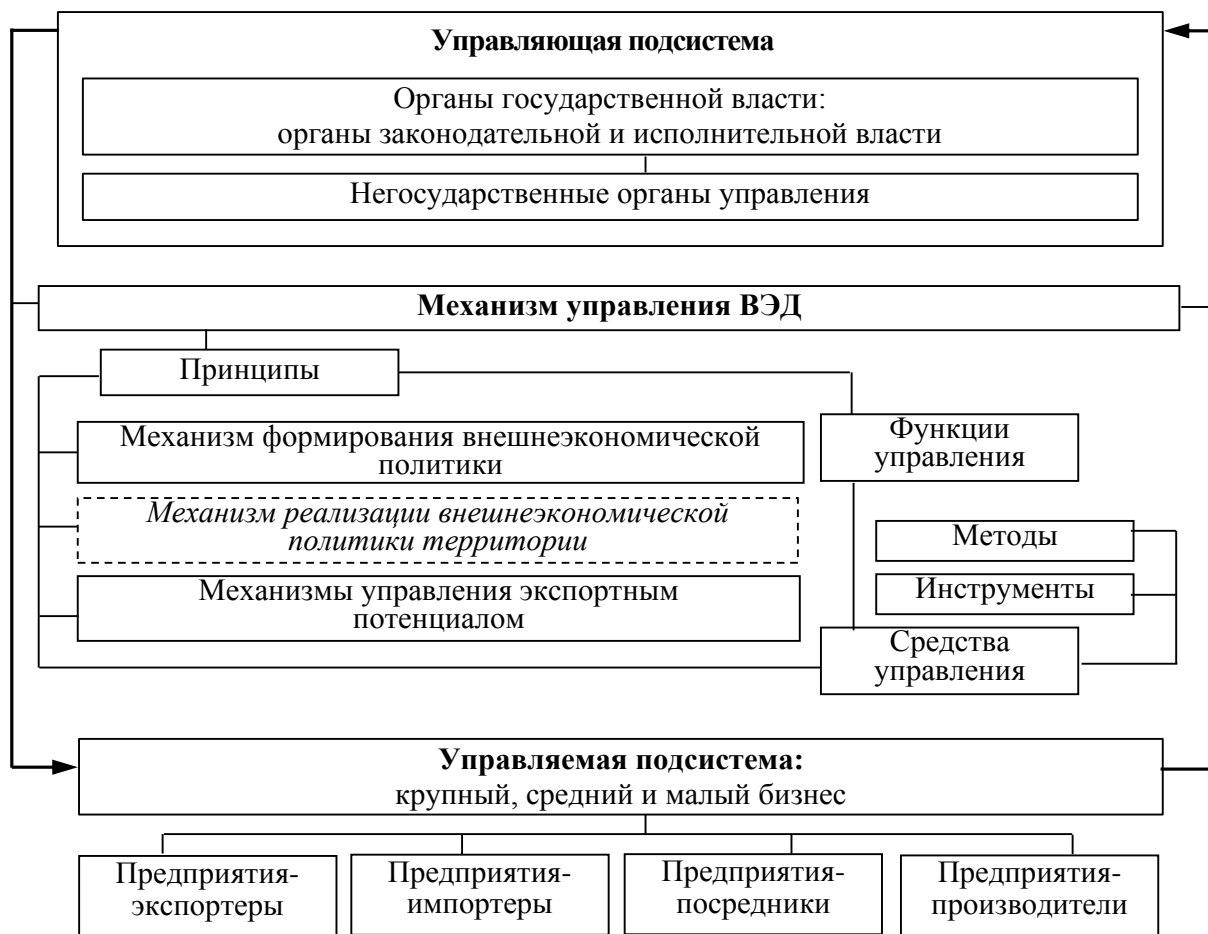 Управляющая подсистема
Органы государственной власти:
органы законодательной и исполнительной власти
Негосударственные органы управления
Механизм управления ВЭД
Принципы
Механизм формирования внешнеэкономической
политики
Функции
управления
Механизм реализации внешнеэкономической
политики территории
Методы
Инструменты
Механизмы управления экспортным
потенциалом
Средства
управления
Управляемая подсистема:
крупный, средний и малый бизнес
Предприятия-
экспортеры
Предприятия-
импортеры
Предприятия-
посредники
Предприятия-
производители